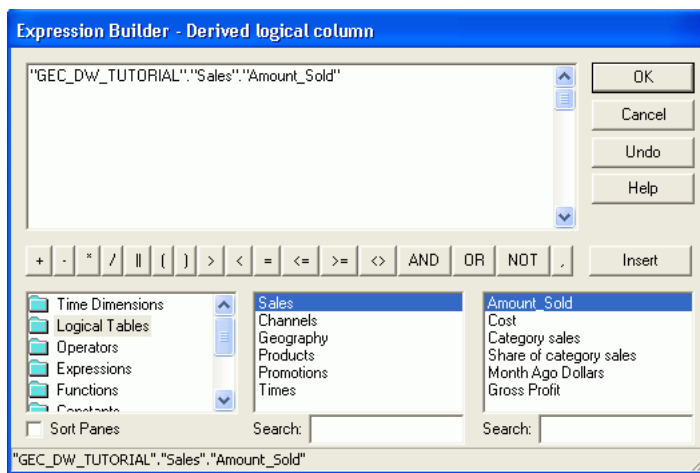 Expression Builder - Derived logical column
"GEC_DW_TUTORIAL"."Sales"."Amount_Sold"
OK
Cancel
Undo
Help
+ - * / || ( ) > < = <= >= <> AND OR NOT , Insert
Time Dimensions
Logical Tables
Operators
Expressions
Functions
Constants
Sales
Channels
Geography
Products
Promotions
Times
Amount_Sold
Cost
Category sales
Share of category sales
Month Ago Dollars
Gross Profit
Sort Panes Search: Search:
"GEC_DW_TUTORIAL"."Sales"."Amount_Sold"